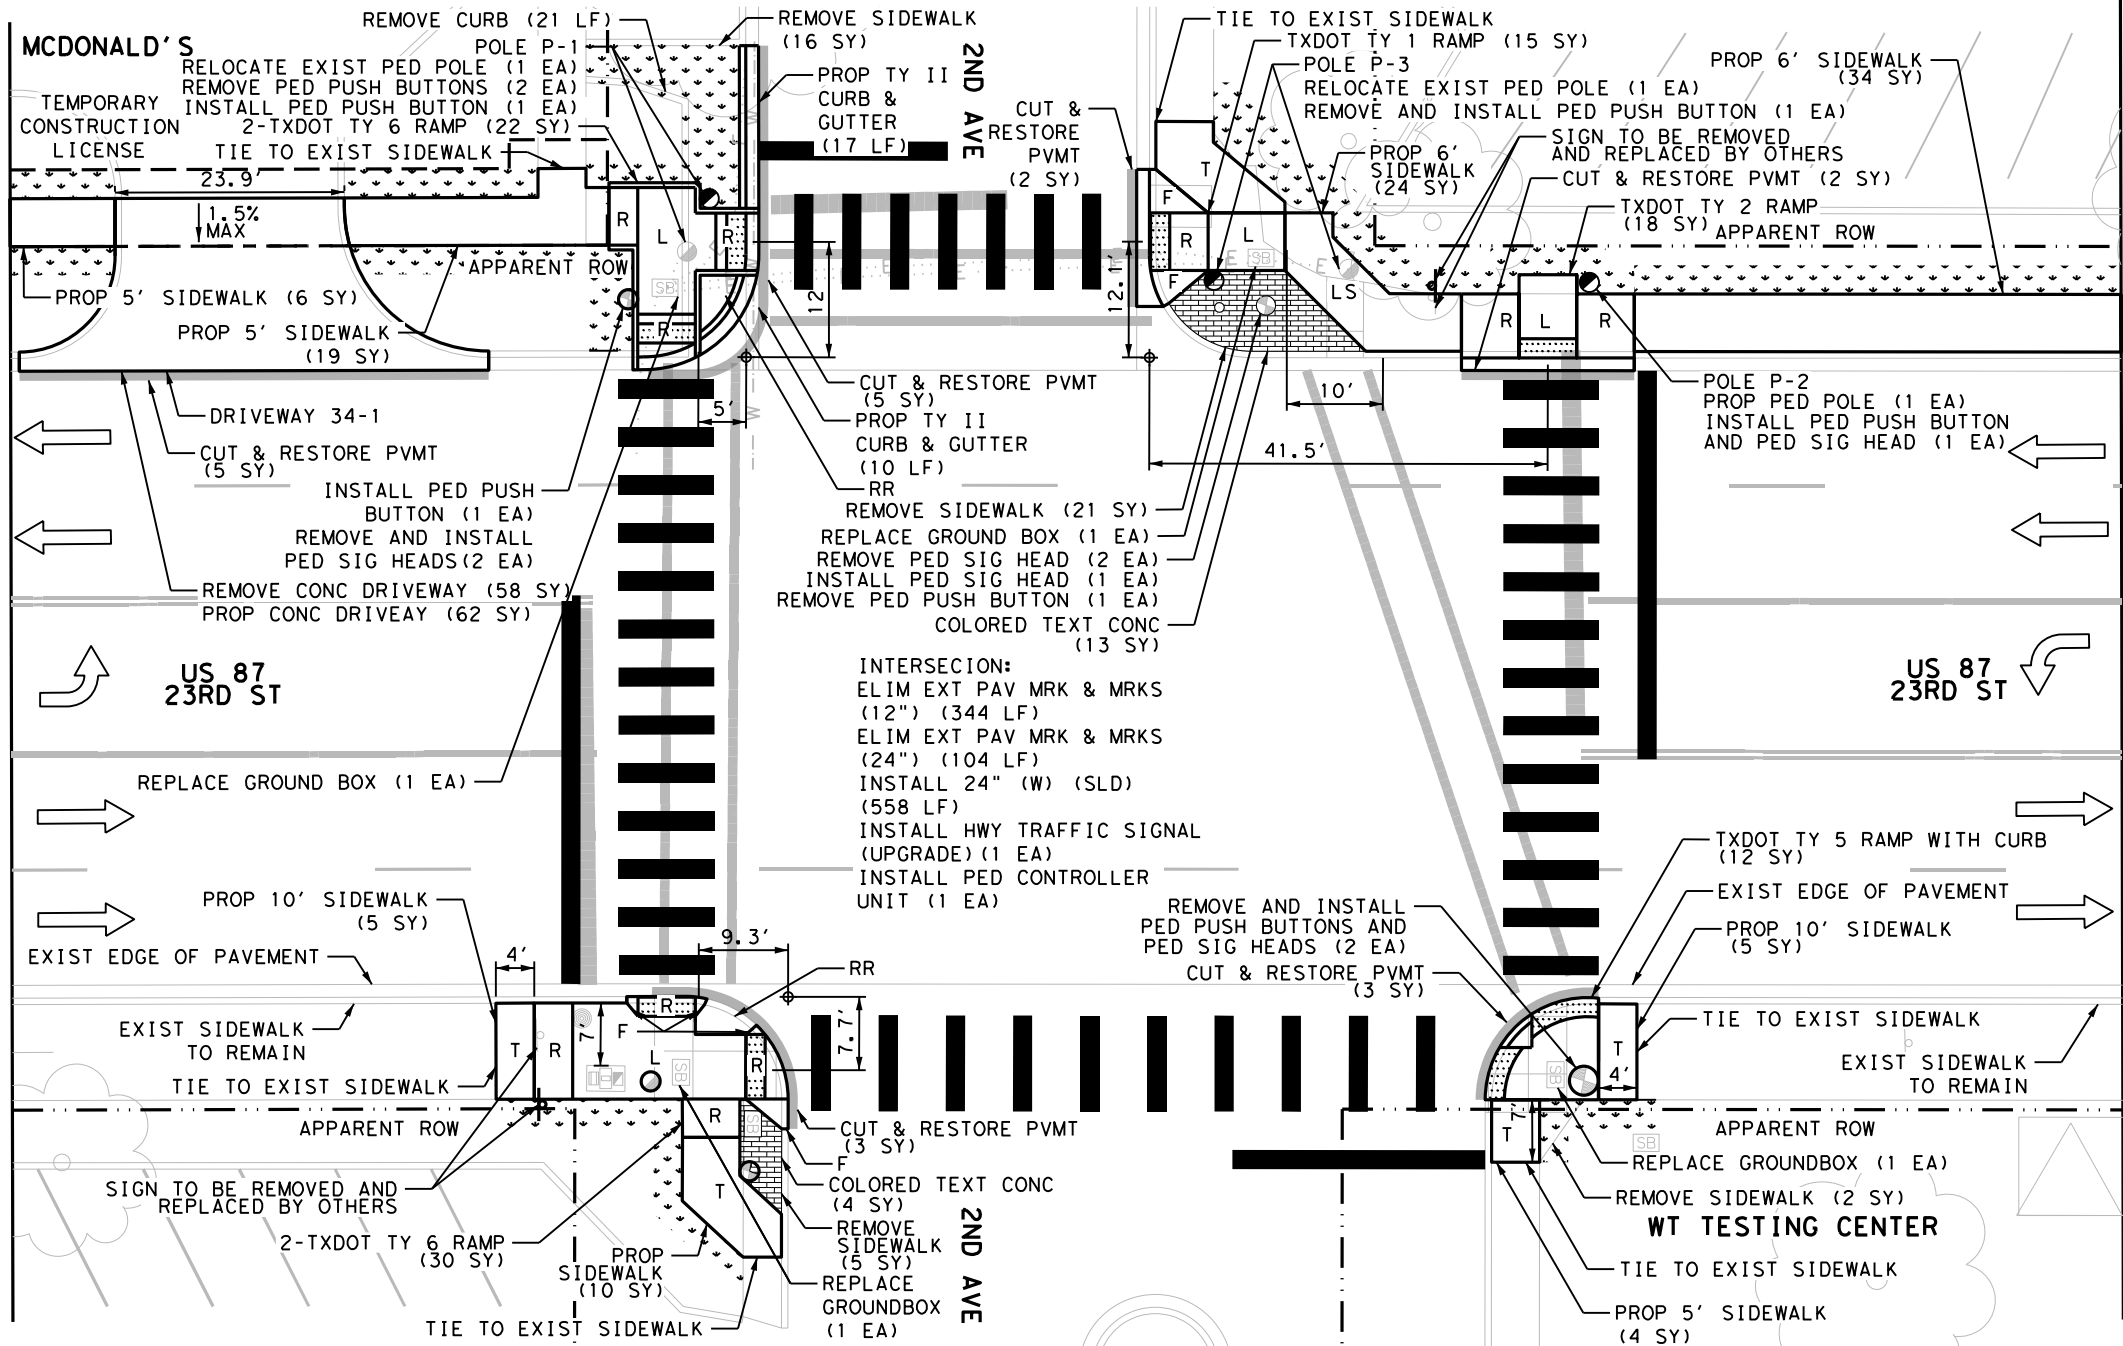 REMOVE CURB (21 LF)
MCDONALD'S
POLE P-1
RELOCATE EXIST PED POLE (1 EA)
REMOVE PED PUSH BUTTONS (2 EA)
INSTALL PED PUSH BUTTON (1 EA)
2-TXDOT TY 6 RAMP (22 SY)
TIE TO EXIST SIDEWALK
TEMPORARY
CONSTRUCTION
LICENSE
23.9'
1.5%
MAX
R
L
R
R
SB
APPARENT ROW
PROP 5' SIDEWALK (6 SY)
PROP 5' SIDEWALK
(19 SY)
REMOVE SIDEWALK
(16 SY)
PROP TY II
CURB &
GUTTER
(17 LF)
2ND AVE
CUT &
RESTORE
PVMT
(2 SY)
12'
12.1'
TIE TO EXIST SIDEWALK
TXDOT TY 1 RAMP (15 SY)
POLE P-3
RELOCATE EXIST PED POLE (1 EA)
REMOVE AND INSTALL PED PUSH BUTTON (1 EA)
PROP 6'
SIDEWALK
(24 SY)
PROP 6' SIDEWALK
(34 SY)
SIGN TO BE REMOVED
AND REPLACED BY OTHERS
CUT & RESTORE PVMT (2 SY)
TXDOT TY 2 RAMP
(18 SY)
APPARENT ROW
T
F
R
L
F
SB
E
E
E
E
LS
R
L
R
DRIVEWAY 34-1
CUT & RESTORE PVMT
(5 SY)
5'
W
W
W
CUT & RESTORE PVMT
(5 SY)
PROP TY II
CURB & GUTTER
(10 LF)
RR
10'
41.5'
POLE P-2
PROP PED POLE (1 EA)
INSTALL PED PUSH BUTTON
AND PED SIG HEAD (1 EA)
INSTALL PED PUSH
BUTTON (1 EA)
REMOVE AND INSTALL
PED SIG HEADS(2 EA)
REMOVE CONC DRIVEWAY (58 SY)
PROP CONC DRIVEAY (62 SY)
REMOVE SIDEWALK (21 SY)
REPLACE GROUND BOX (1 EA)
REMOVE PED SIG HEAD (2 EA)
INSTALL PED SIG HEAD (1 EA)
REMOVE PED PUSH BUTTON (1 EA)
COLORED TEXT CONC
(13 SY)
US 87
23RD ST
US 87
23RD ST
INTERSECION:
ELIM EXT PAV MRK & MRKS
(12") (344 LF)
ELIM EXT PAV MRK & MRKS
(24") (104 LF)
INSTALL 24" (W) (SLD)
(558 LF)
INSTALL HWY TRAFFIC SIGNAL
(UPGRADE)(1 EA)
INSTALL PED CONTROLLER
UNIT (1 EA)
REPLACE GROUND BOX (1 EA)
PROP 10' SIDEWALK
(5 SY)
EXIST EDGE OF PAVEMENT
EXIST SIDEWALK
TO REMAIN
TIE TO EXIST SIDEWALK
APPARENT ROW
SIGN TO BE REMOVED AND
REPLACED BY OTHERS
2-TXDOT TY 6 RAMP
(30 SY)
PROP
SIDEWALK
(10 SY)
TIE TO EXIST SIDEWALK
4'
9.3'
RR
7.7'
7'
T
R
F
R
L
R
R
T
SB
SB
CUT & RESTORE PVMT
(3 SY)
F
COLORED TEXT CONC
(4 SY)
REMOVE
SIDEWALK
(5 SY)
REPLACE
GROUNDBOX
(1 EA)
2ND AVE
REMOVE AND INSTALL
PED PUSH BUTTONS AND
PED SIG HEADS (2 EA)
CUT & RESTORE PVMT
(3 SY)
TXDOT TY 5 RAMP WITH CURB
(12 SY)
EXIST EDGE OF PAVEMENT
PROP 10' SIDEWALK
(5 SY)
TIE TO EXIST SIDEWALK
EXIST SIDEWALK
TO REMAIN
T
4'
SB
T
7'
SB
APPARENT ROW
REPLACE GROUNDBOX (1 EA)
REMOVE SIDEWALK (2 SY)
WT TESTING CENTER
TIE TO EXIST SIDEWALK
PROP 5' SIDEWALK
(4 SY)